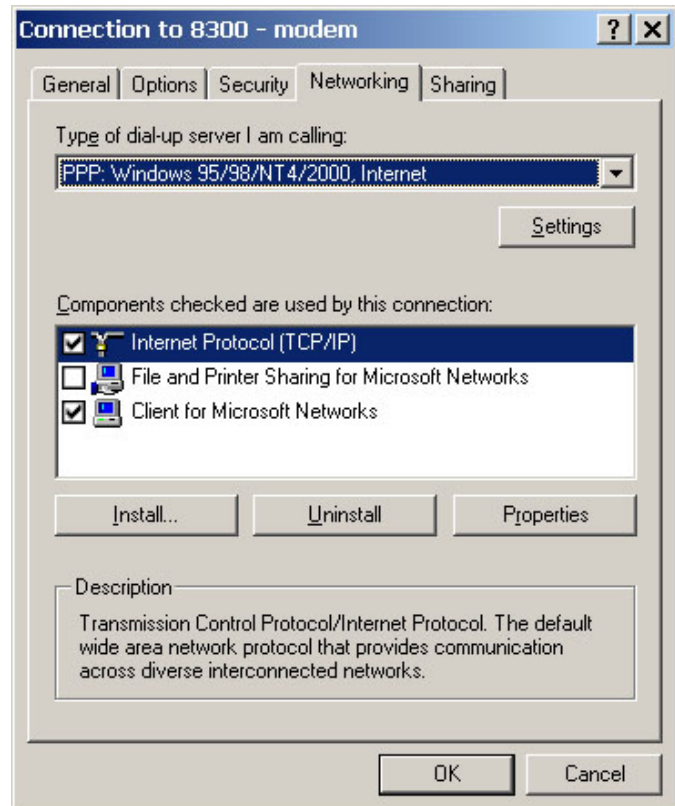 Connection to 8300 - modem
General Options Security Networking Sharing
Type of dial-up server I am calling:
PPP: Windows 95/98/NT4/2000, Internet
Settings
Components checked are used by this connection:
Internet Protocol (TCP/IP)
File and Printer Sharing for Microsoft Networks
Client for Microsoft Networks
Install... Uninstall Properties
Description
Transmission Control Protocol/Internet Protocol. The default
wide area network protocol that provides communication
across diverse interconnected networks.
OK Cancel